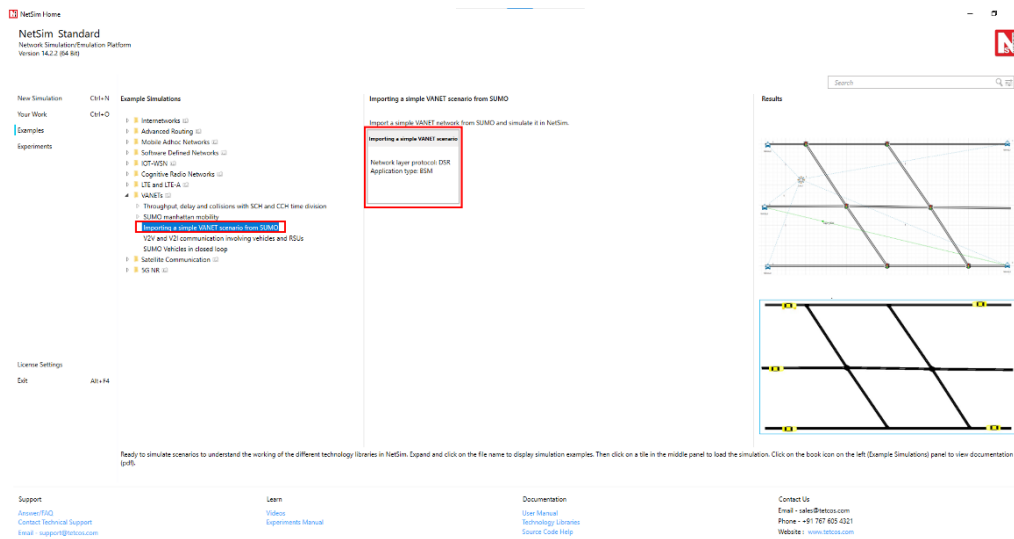 NetSim Home
NetSim Standard
Network Simulation/Emulation Platform
Version 14.2.2 (64 Bit)
Search
New Simulation Ctrl+N
Your Work Ctrl+O
Examples
Experiments
License Settings
Exit Alt+F4
Example Simulations
Internetworks
Advanced Routing
Mobile Adhoc Networks
Software Defined Networks
IOT-WSN
Cognitive Radio Networks
LTE and LTE-A
VANETs
Throughput, delay and collisions with SCH and CCH time division
SUMO manhattan mobility
Importing a simple VANET scenario from SUMO
V2V and V2I communication involving vehicles and RSUs
SUMO Vehicles in closed loop
Satellite Communication
5G NR
Importing a simple VANET scenario from SUMO
Import a simple VANET network from SUMO and simulate it in NetSim.
Importing a simple VANET scenario
Network layer protocol: DSR
Application type: BSM
Results
Ready to simulate scenarios to understand the working of the different technology libraries in NetSim. Expand and click on the file name to display simulation examples. Then click on a tile in the middle panel to load the simulation. Click on the book icon on the left (Example Simulations) panel to view documentation
(pdf).
Support
Answer/FAQ
Contact Technical Support
Email - support@tetcos.com
Learn
Videos
Experiments Manual
Documentation
User Manual
Technology Libraries
Source Code Help
Contact Us
Email - sales@tetcos.com
Phone - +91 767 605 4321
Website : www.tetcos.com